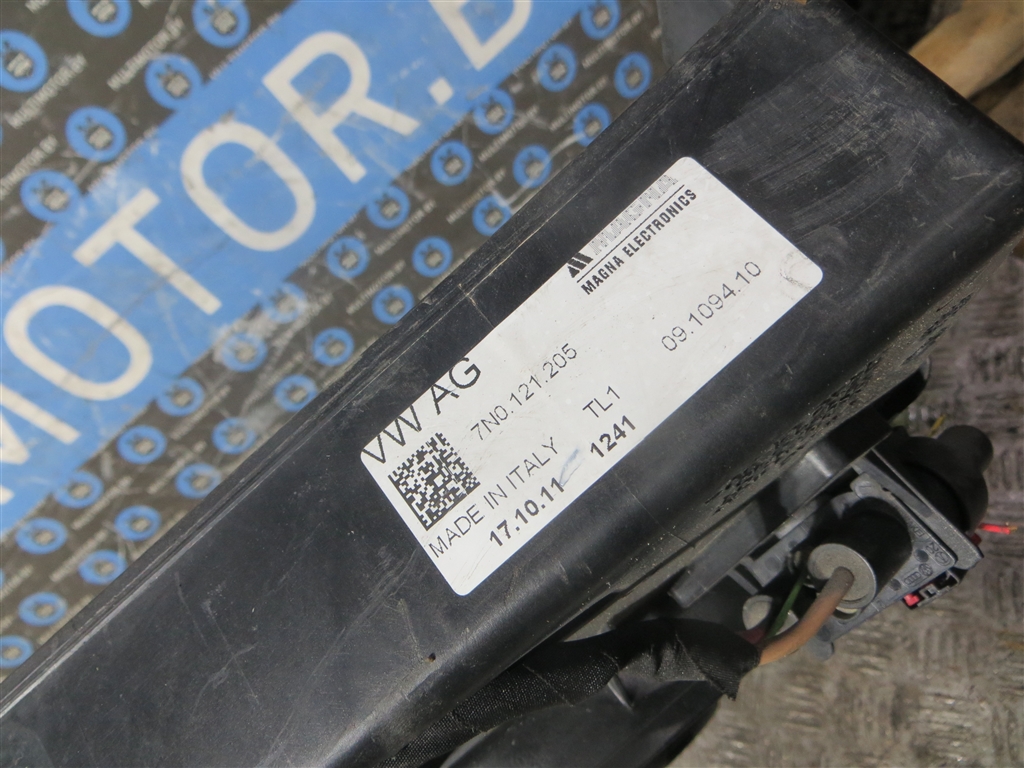 MOTOR.B
MAGNA
MAGNA ELECTRONICS
VW AG
7N0.121.205
09.1094.10
MADE IN ITALY
TL1
17.10.11
1241